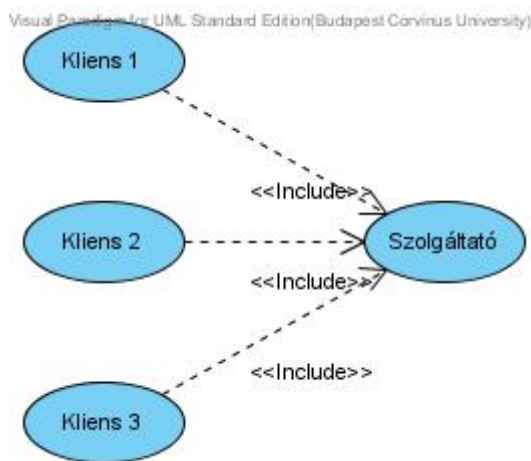 Visual Paradigm for UML Standard Edition(Budapest Corvinus University)
Kliens 1
<<Include>>
Kliens 2
Szolgáltató
<<Include>>
<<Include>>
Kliens 3